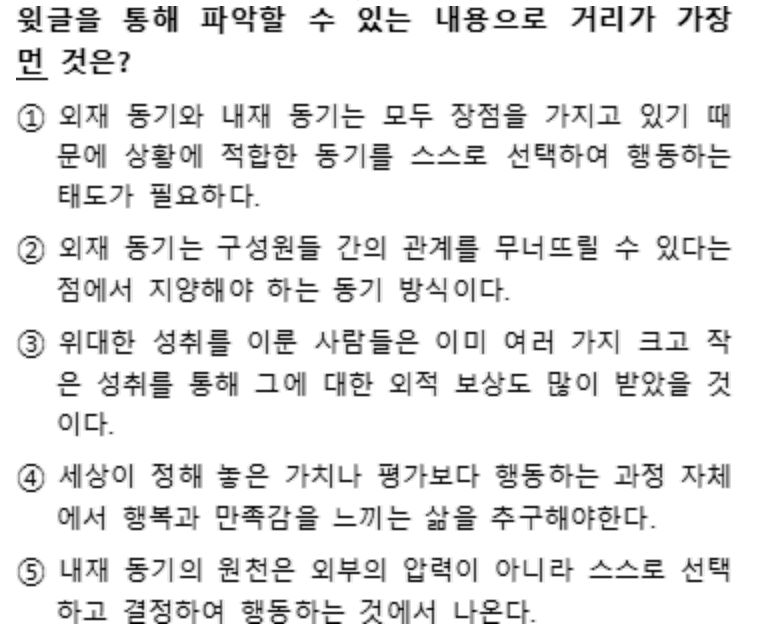 윗글을 통해 파악할 수 있는 내용으로 거리가 가장
먼 것은?
① 외재 동기와 내재 동기는 모두 장점을 가지고 있기 때
문에 상황에 적합한 동기를 스스로 선택하여 행동하는
태도가 필요하다.
② 외재 동기는 구성원들 간의 관계를 무너뜨릴 수 있다는
점에서 지양해야 하는 동기 방식이다.
③ 위대한 성취를 이룬 사람들은 이미 여러 가지 크고 작
은 성취를 통해 그에 대한 외적 보상도 많이 받았을 것
이다.
④ 세상이 정해 놓은 가치나 평가보다 행동하는 과정 자체
에서 행복과 만족감을 느끼는 삶을 추구해야한다.
⑤ 내재 동기의 원천은 외부의 압력이 아니라 스스로 선택
하고 결정하여 행동하는 것에서 나온다.